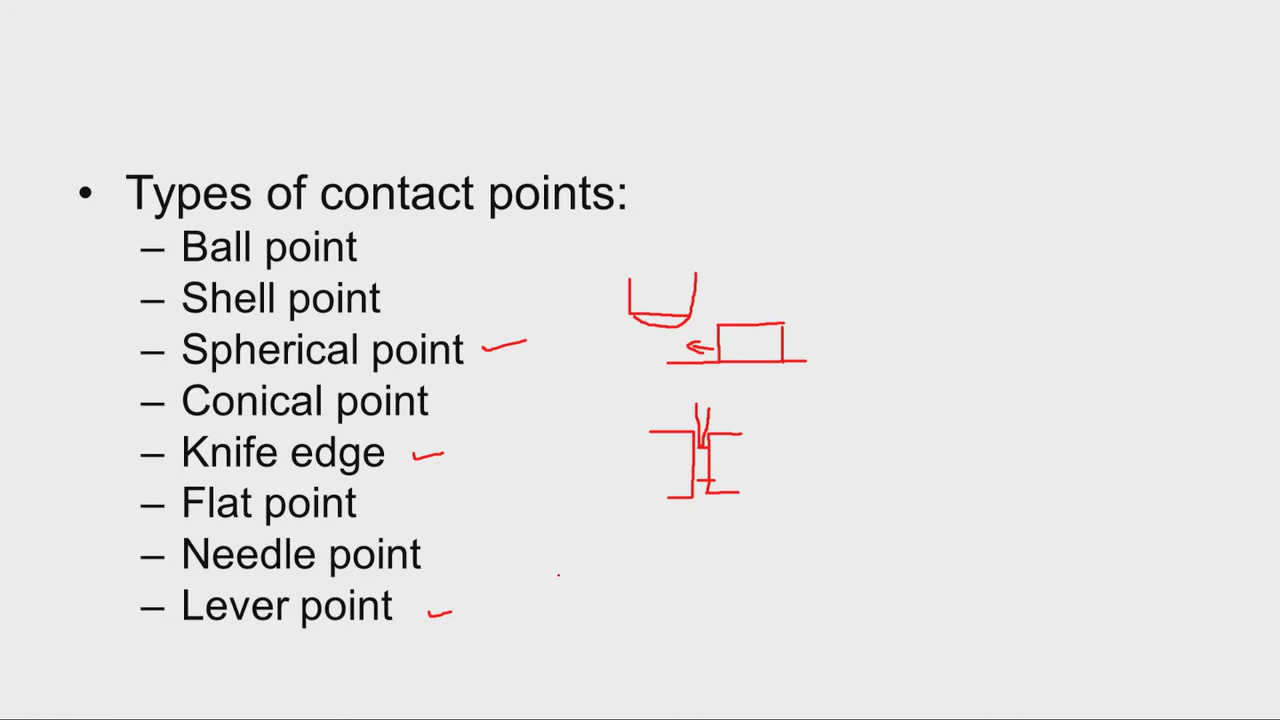 • Types of contact points:
– Ball point
– Shell point
– Spherical point
– Conical point
– Knife edge
– Flat point
– Needle point
– Lever point